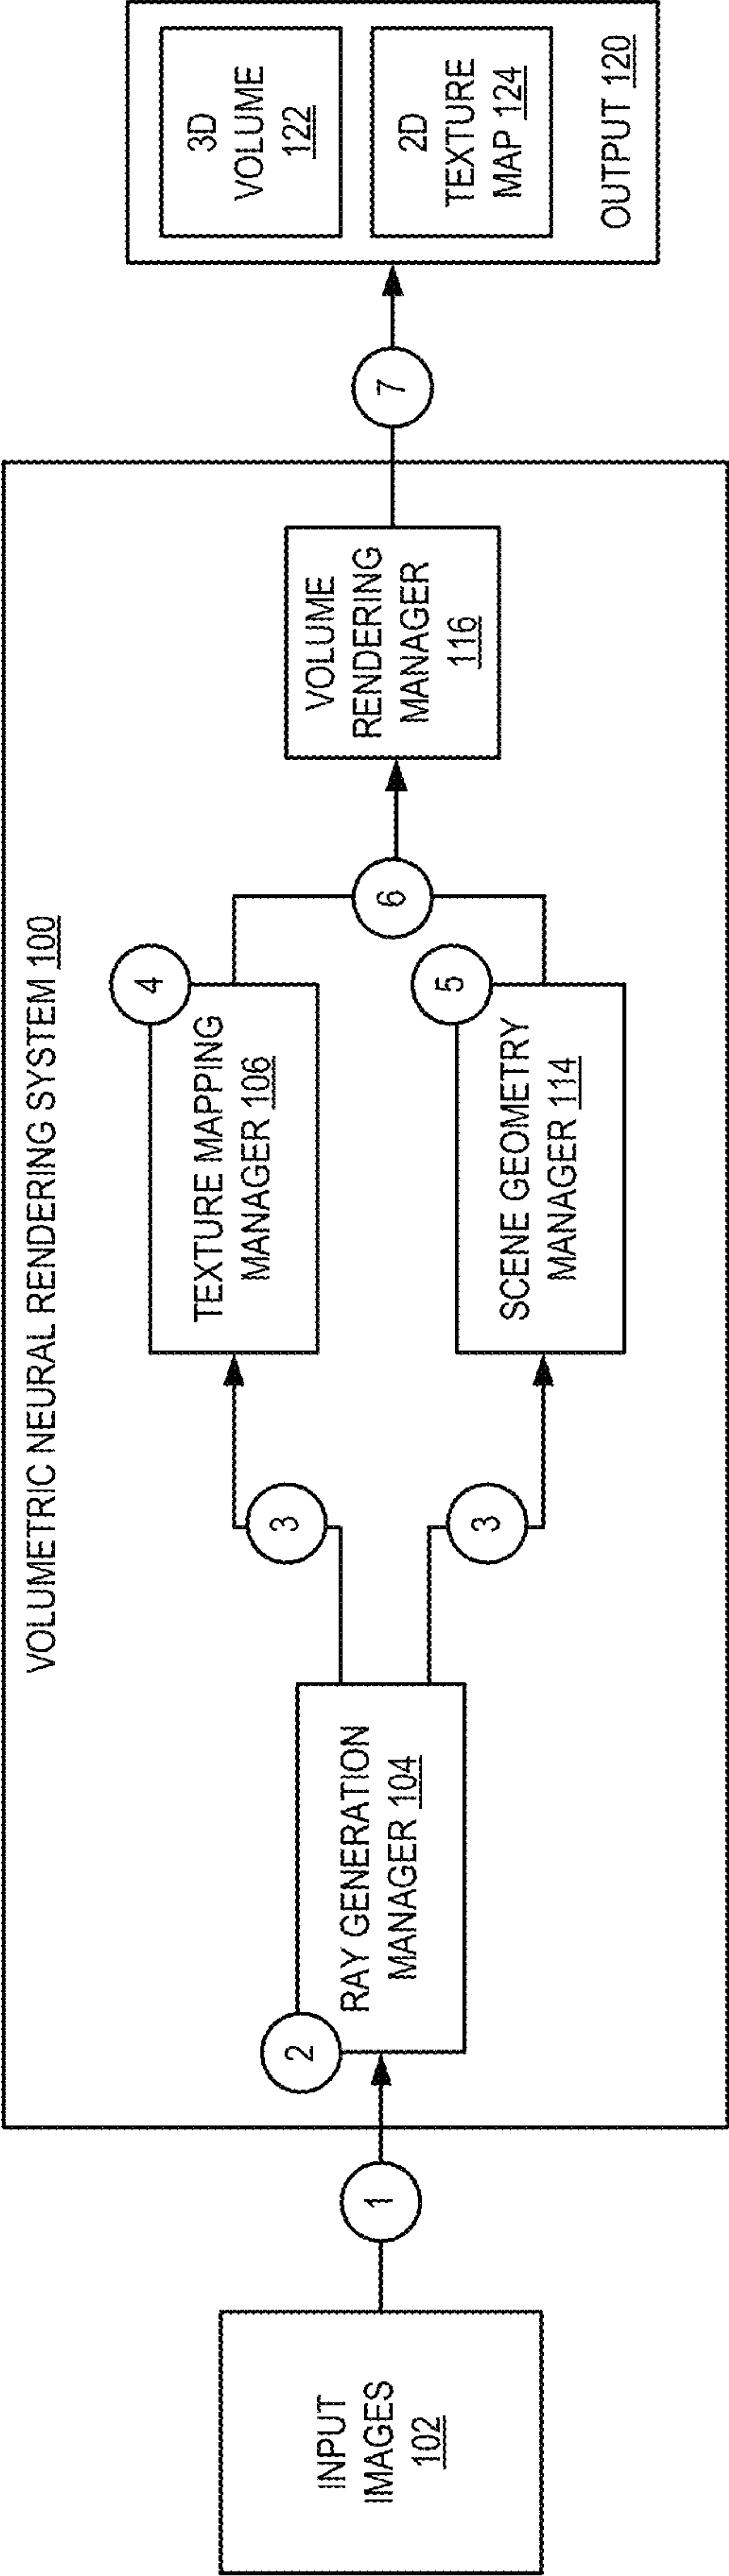 VOLUMETRIC NEURAL RENDERING SYSTEM 100
INPUT
IMAGES
102
1
2
RAY GENERATION
MANAGER 104
3
3
4
TEXTURE MAPPING
MANAGER 106
5
SCENE GEOMETRY
MANAGER 114
6
VOLUME
RENDERING
MANAGER
116
7
3D
VOLUME
122
2D
TEXTURE
MAP 124
OUTPUT 120